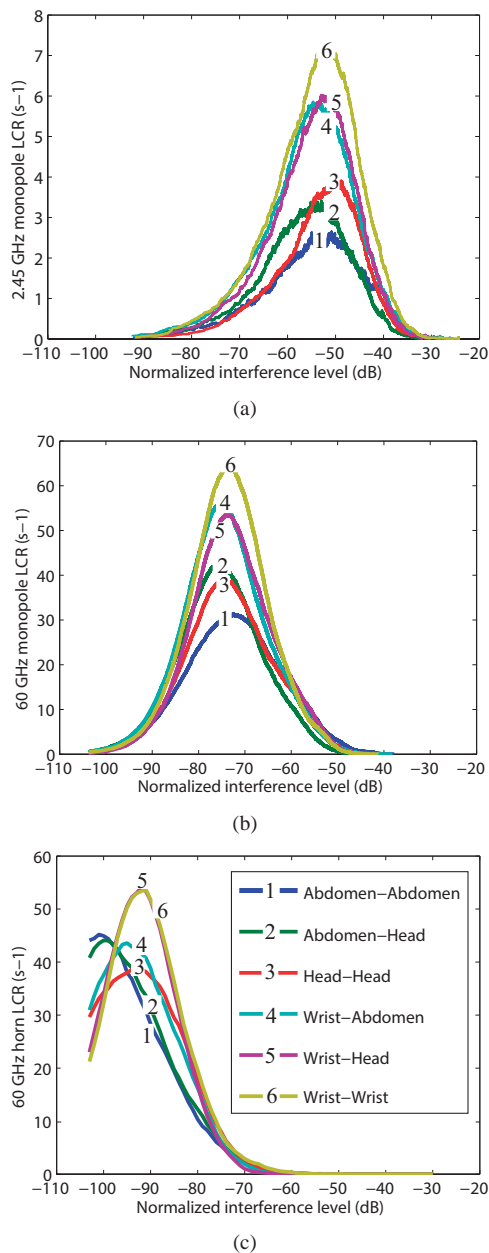 8
7
6
5
4
3
2
1
0
2.45 GHz monopole LCR (s−1)
6
5
4
3
2
1
−110 −100 −90 −80 −70 −60 −50 −40 −30 −20
Normalized interference level (dB)
(a)
70
60
50
40
30
20
10
0
60 GHz monopole LCR (s−1)
6
4
5
2
3
1
−110 −100 −90 −80 −70 −60 −50 −40 −30 −20
Normalized interference level (dB)
(b)
60
50
40
30
20
10
0
60 GHz horn LCR (s−1)
5
6
4
3
2
1
1 Abdomen−Abdomen
2 Abdomen−Head
3 Head−Head
4 Wrist−Abdomen
5 Wrist−Head
6 Wrist−Wrist
−110 −100 −90 −80 −70 −60 −50 −40 −30 −20
Normalized interference level (dB)
(c)